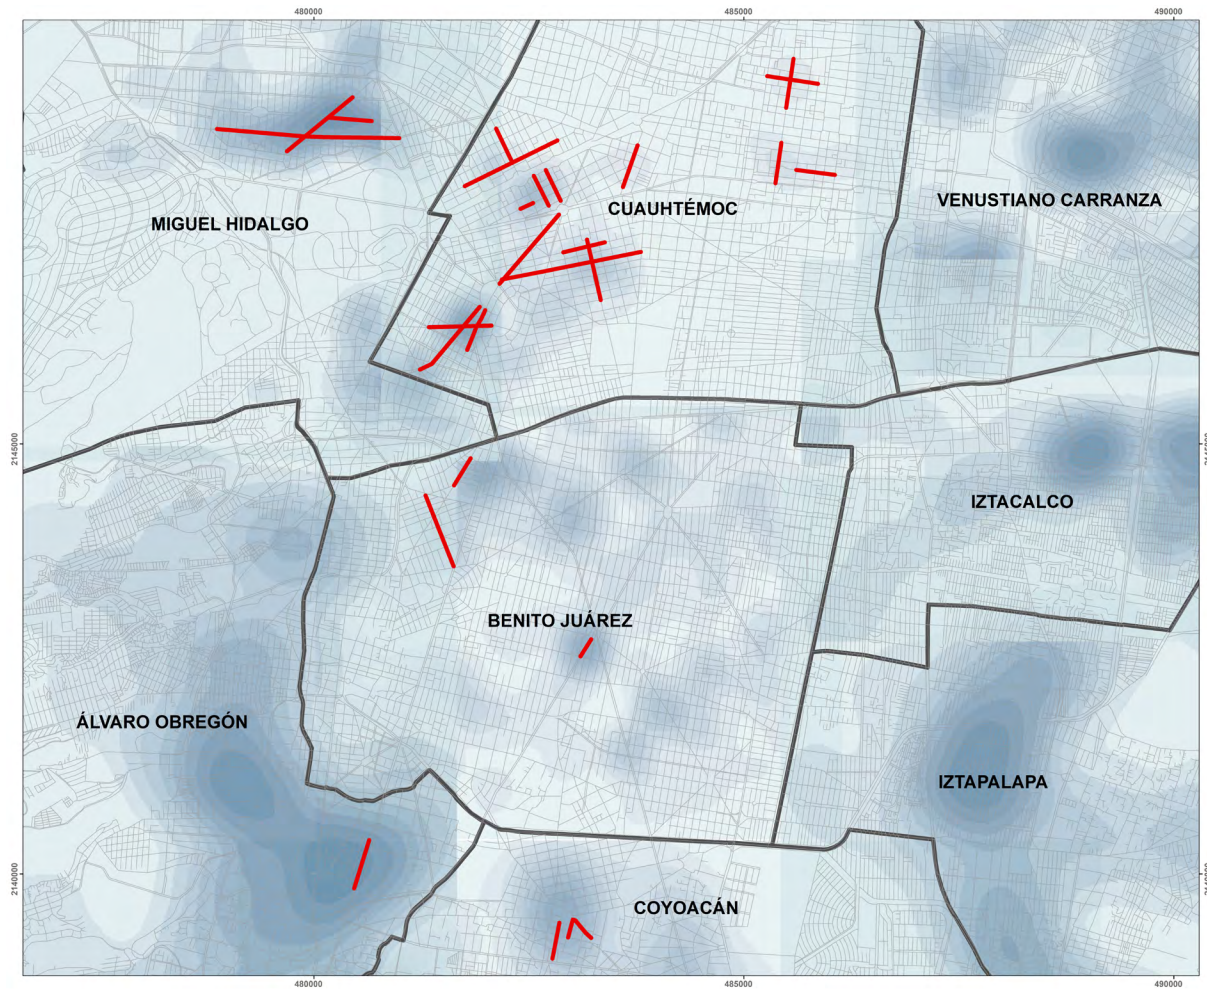 480000
485000
490000
VENUSTIANO CARRANZA
CUAUHTÉMOC
MIGUEL HIDALGO
2145000
IZTACALCO
BENITO JUÁREZ
ÁLVARO OBREGÓN
IZTAPALAPA
2140000
COYOACÁN
480000
485000
490000